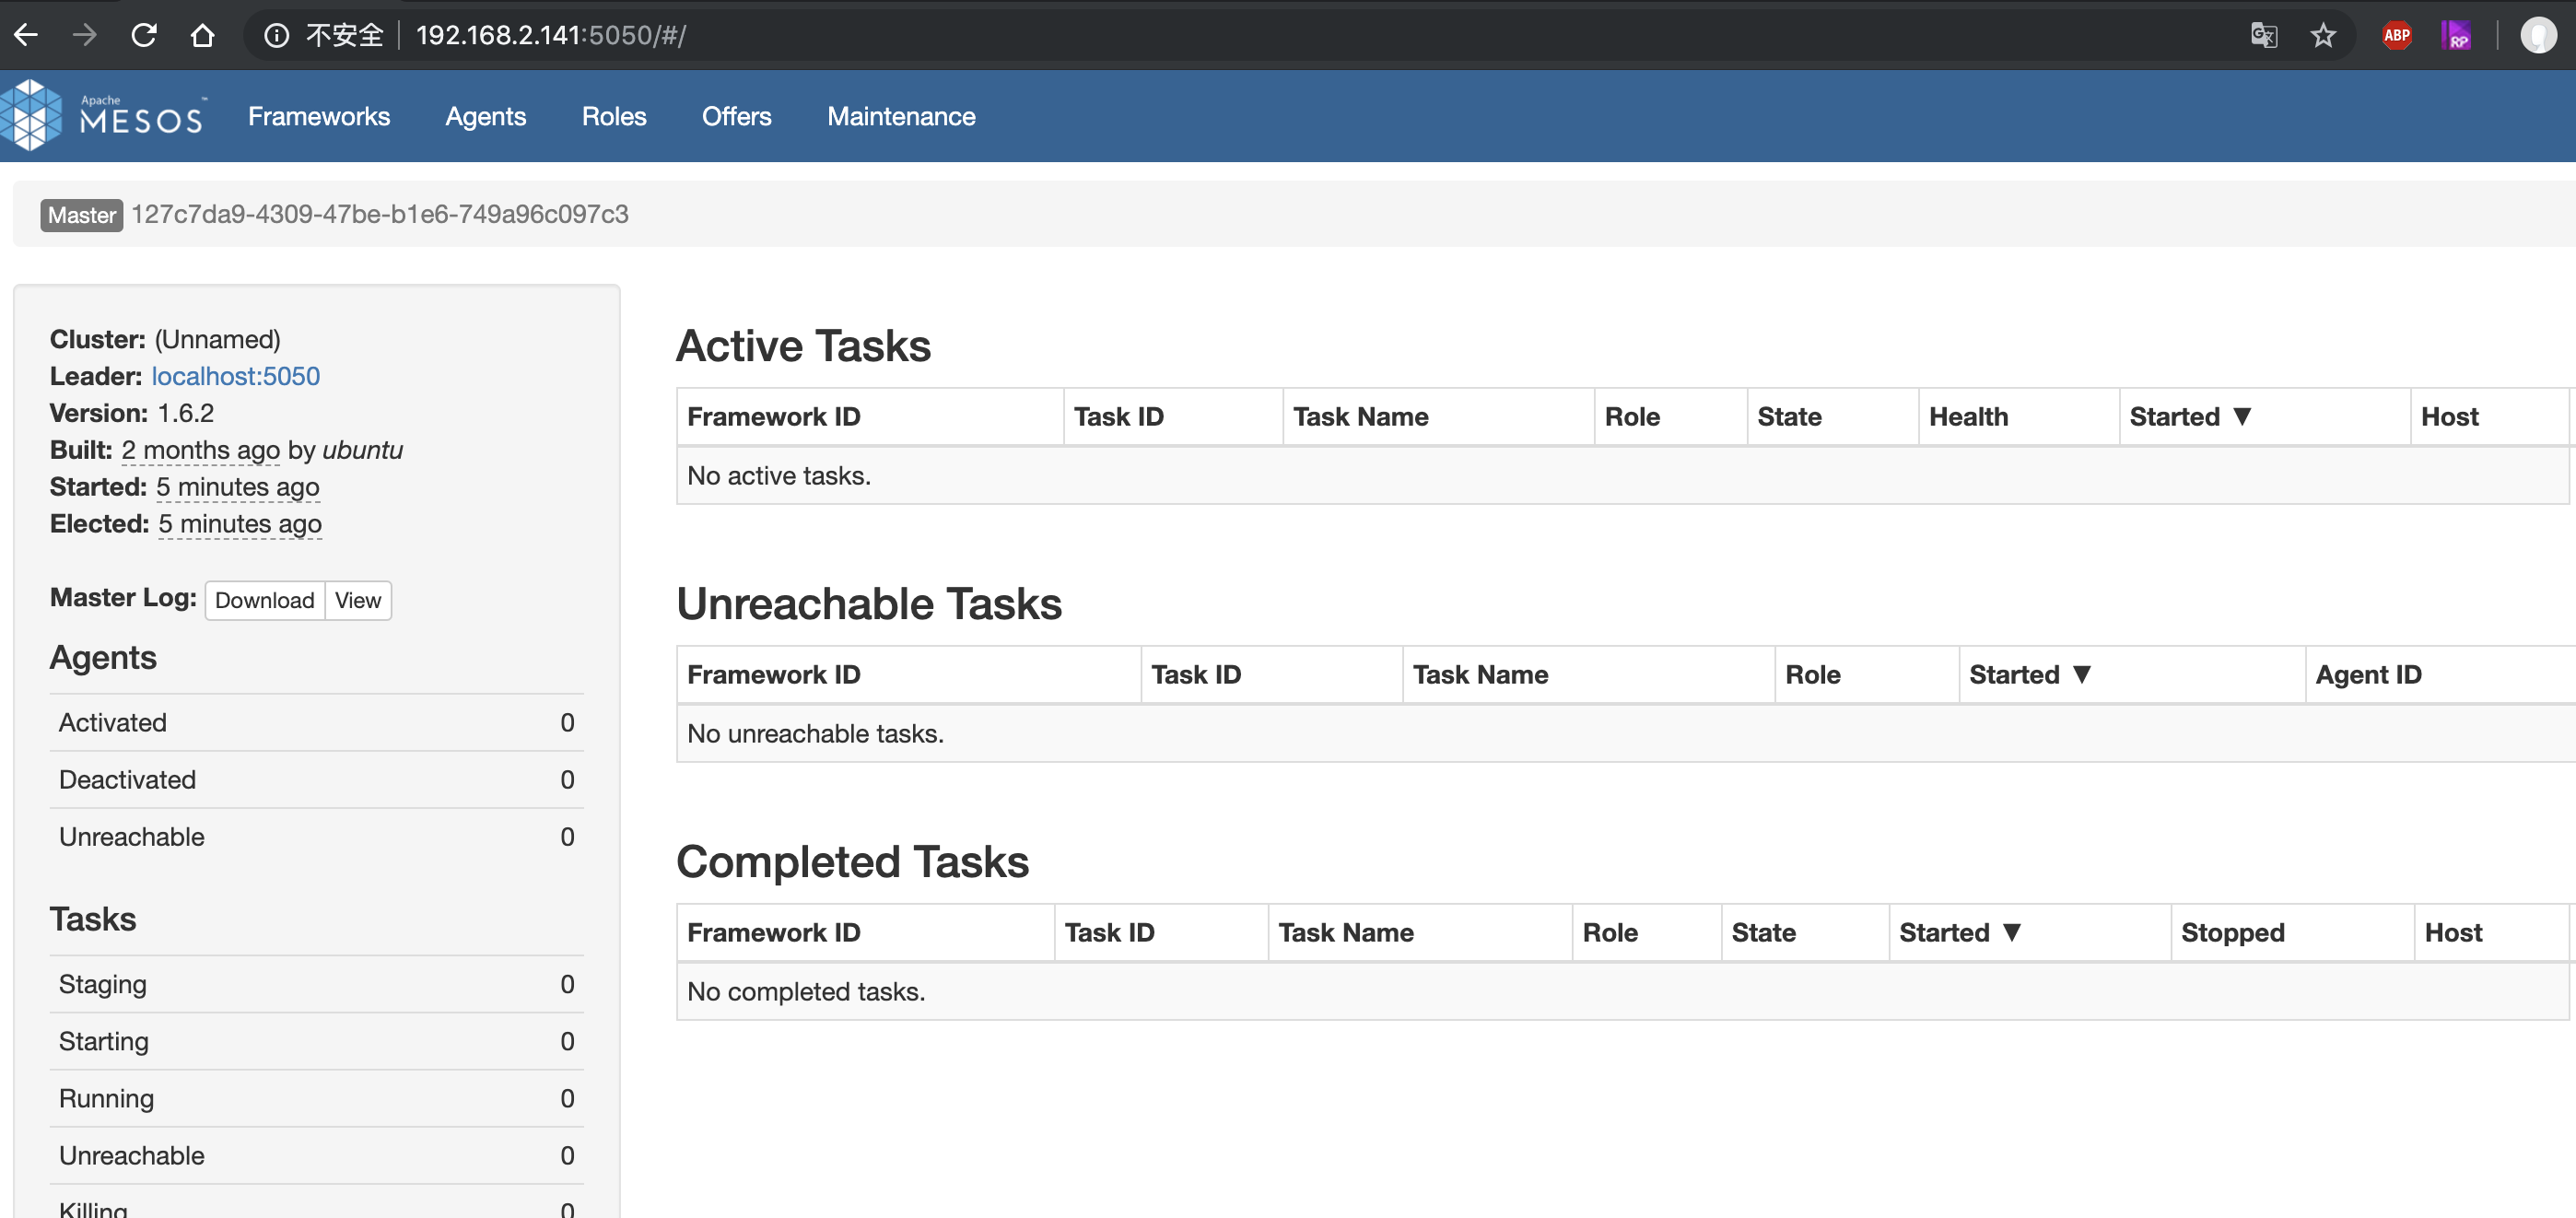 不安全 192.168.2.141:5050/#/
ABP RP
Apache MESOS™ Frameworks Agents Roles Offers Maintenance
Master 127c7da9-4309-47be-b1e6-749a96c097c3
Cluster: (Unnamed)
Leader: localhost:5050
Version: 1.6.2
Built: 2 months ago by ubuntu
Started: 5 minutes ago
Elected: 5 minutes ago
Master Log: Download View
Agents
Activated 0
Deactivated 0
Unreachable 0
Tasks
Staging 0
Starting 0
Running 0
Unreachable 0
Killing 0
Active Tasks
Framework ID Task ID Task Name Role State Health Started ▼ Host
No active tasks.
Unreachable Tasks
Framework ID Task ID Task Name Role Started ▼ Agent ID
No unreachable tasks.
Completed Tasks
Framework ID Task ID Task Name Role State Started ▼ Stopped Host
No completed tasks.